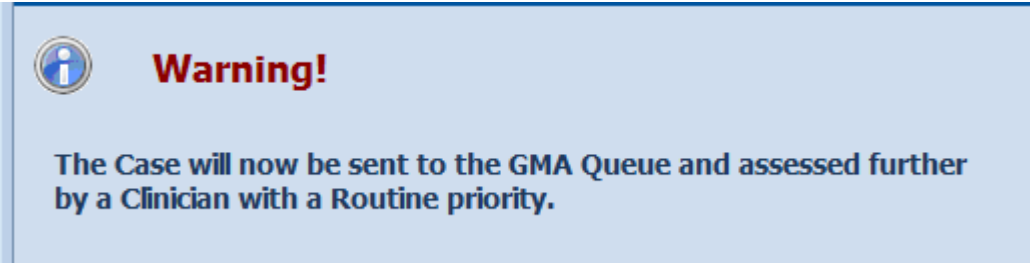 Warning!
The Case will now be sent to the GMA Queue and assessed further
by a Clinician with a Routine priority.